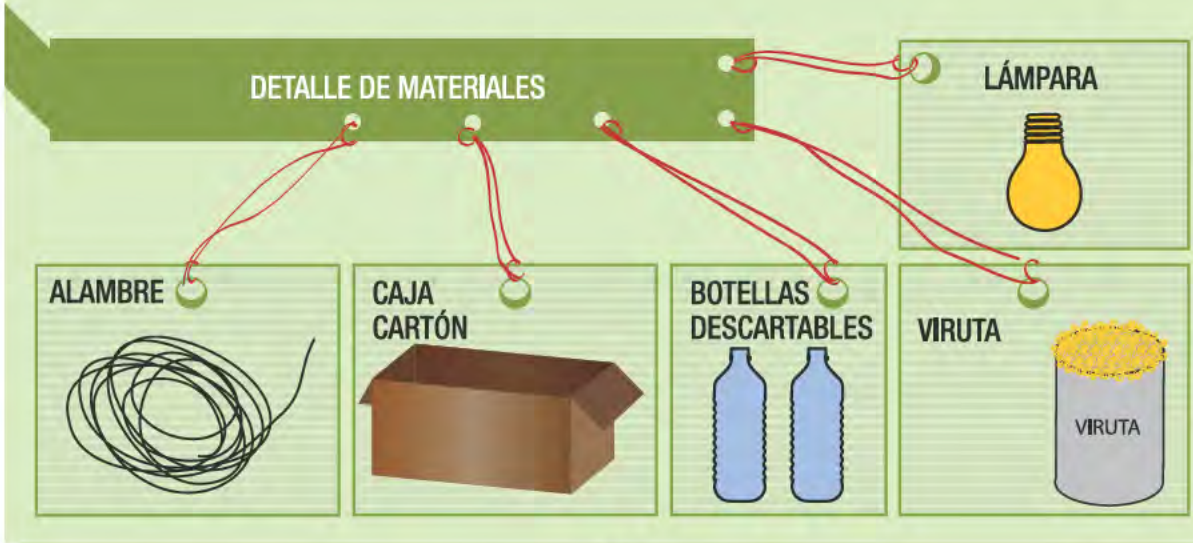 DETALLE DE MATERIALES
LÁMPARA
ALAMBRE
CAJA
CARTÓN
BOTELLAS
DESCARTABLES
VIRUTA
VIRUTA